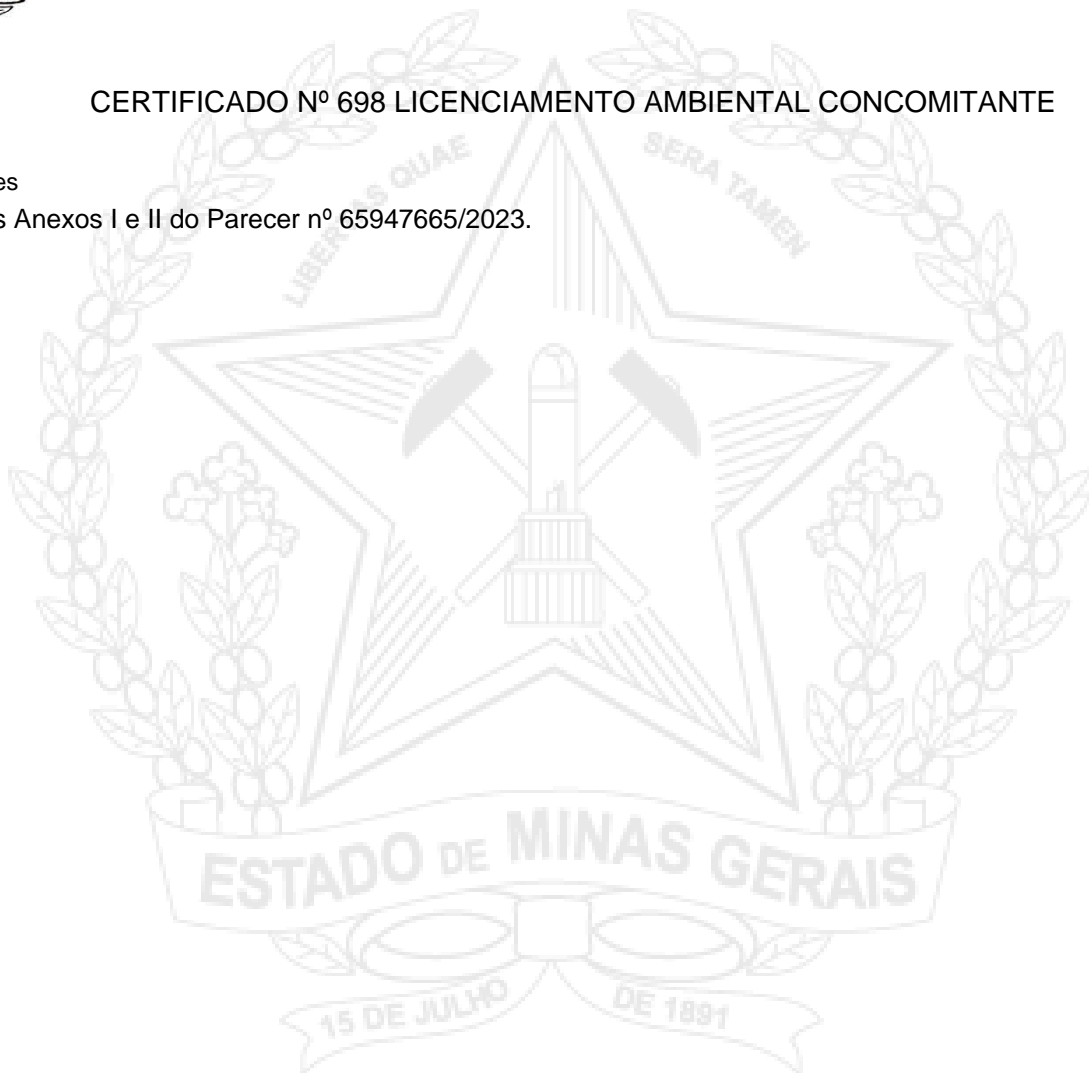 CERTIFICADO Nº 698 LICENCIAMENTO AMBIENTAL CONCOMITANTE
es
s Anexos I e II do Parecer nº 65947665/2023.
LIBERTAS QUAE SERA TAMEN
ESTADO DE MINAS GERAIS
15 DE JULHO DE 1891